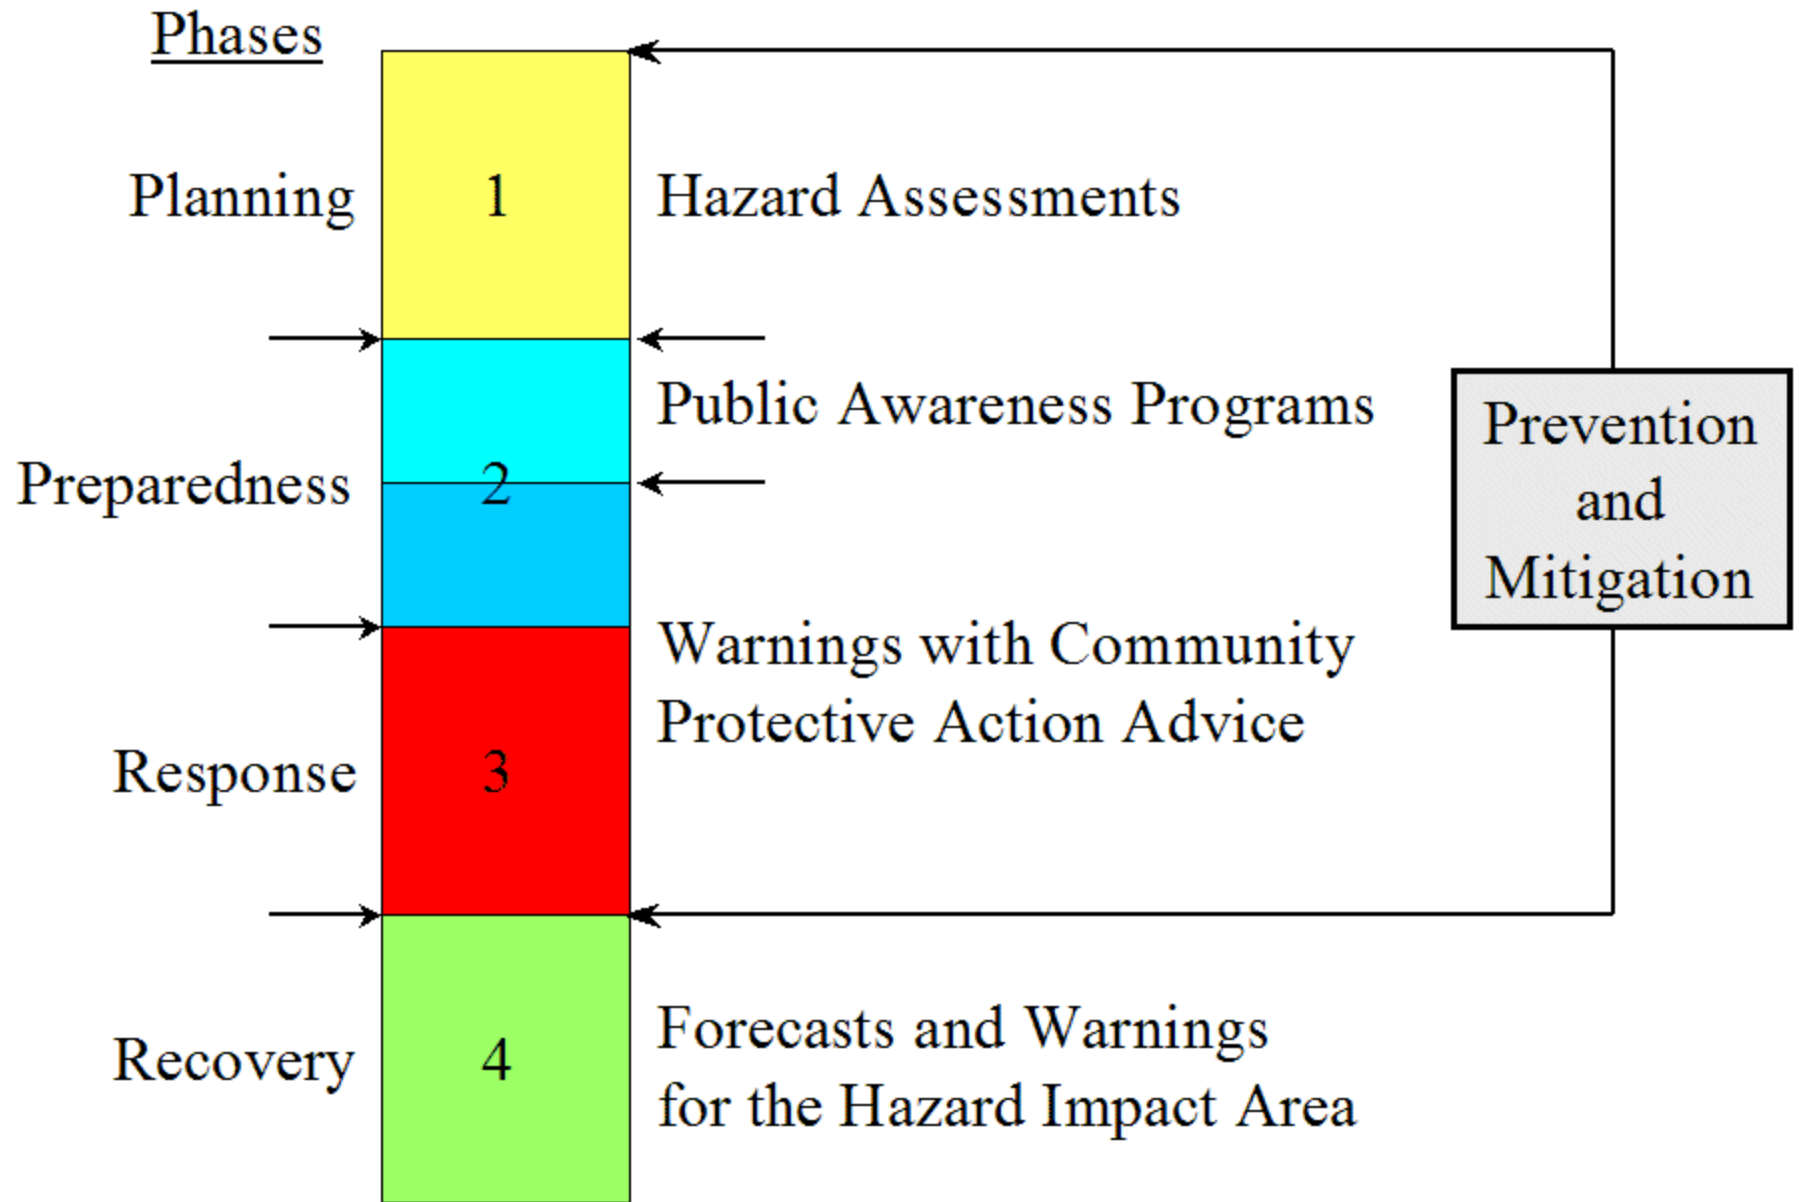 Phases
Planning
1
Hazard Assessments
Public Awareness Programs
Preparedness
2
Prevention
and
Mitigation
Warnings with Community
Protective Action Advice
Response
3
Recovery
4
Forecasts and Warnings
for the Hazard Impact Area